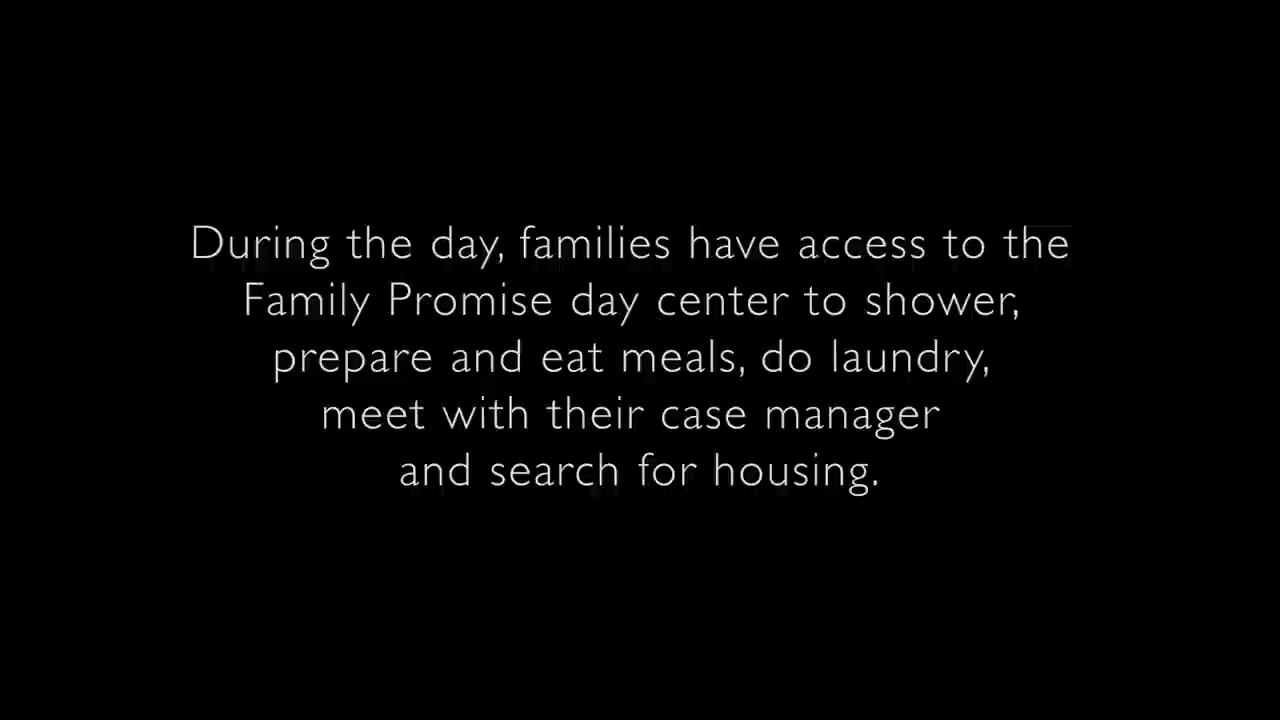 During the day, families have access to the
Family Promise day center to shower,
prepare and eat meals, do laundry,
meet with their case manager
and search for housing.